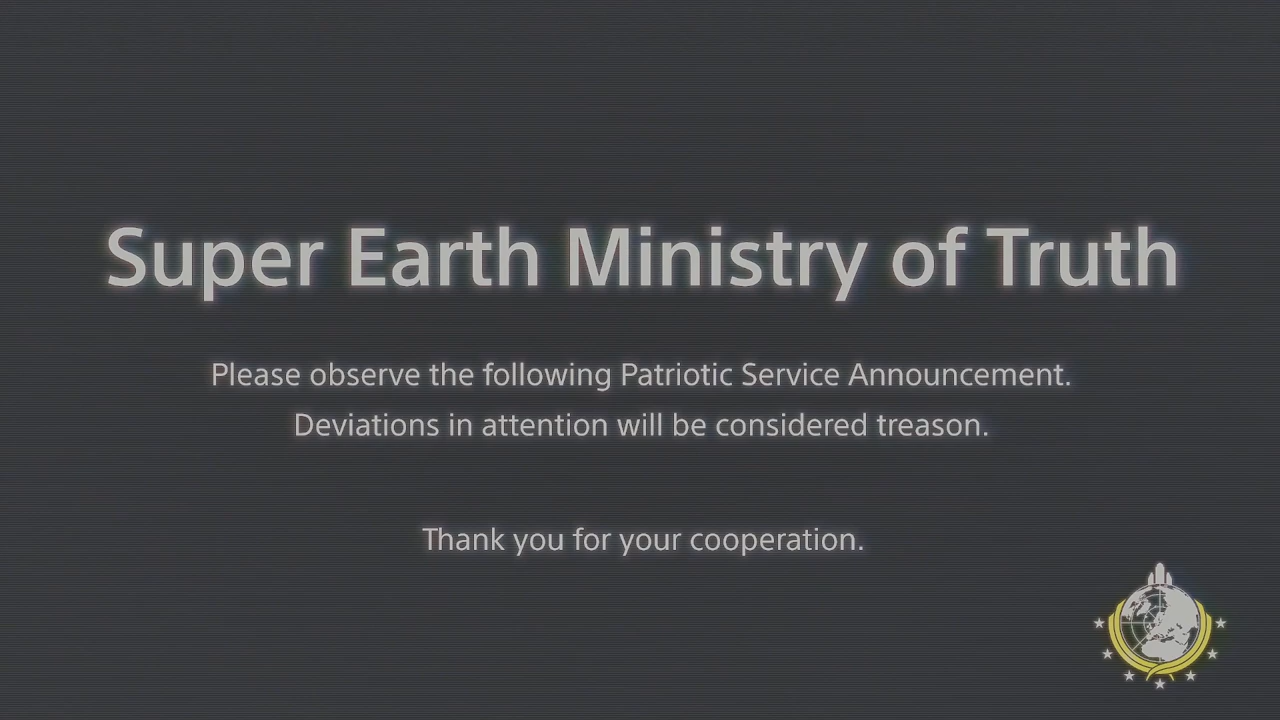 Super Earth Ministry of Truth
Please observe the following Patriotic Service Announcement.
Deviations in attention will be considered treason.
Thank you for your cooperation.